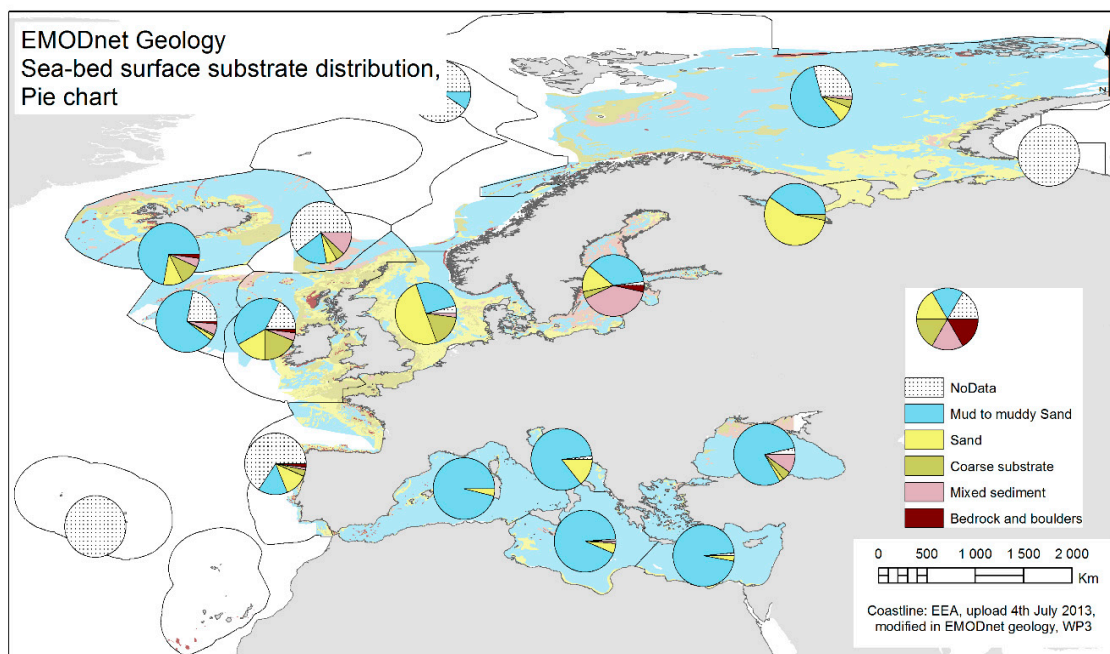 EMODnet Geology
Sea-bed surface substrate distribution,
Pie chart
NoData
Mud to muddy Sand
Sand
Coarse substrate
Mixed sediment
Bedrock and boulders
0 500 1 000 2 000
Km
Coastline: EEA, upload 4th July 2013,
modified in EMODnet geology, WP3